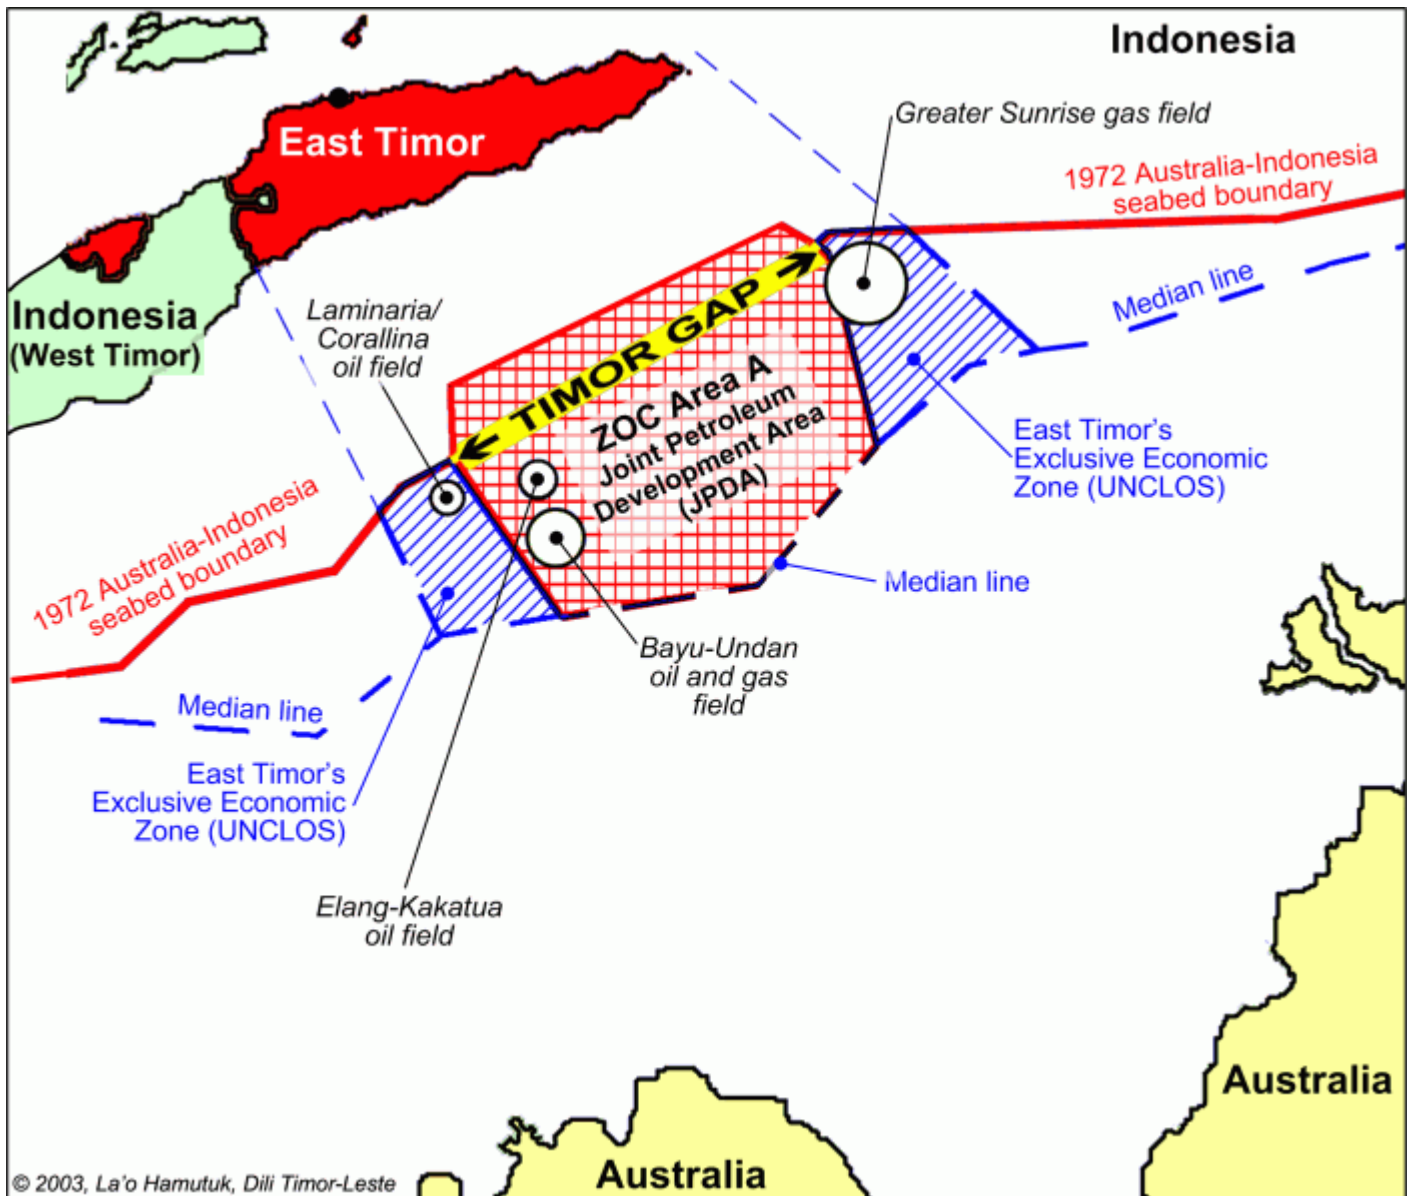 Indonesia
Greater Sunrise gas field
East Timor
1972 Australia-Indonesia
seabed boundary
Median line
Indonesia
(West Timor)
Laminaria/
Corallina
oil field
TIMOR GAP
ZOC Area A
Joint Petroleum
Development Area
(JPDA)
East Timor's
Exclusive Economic
Zone (UNCLOS)
1972 Australia-Indonesia
seabed boundary
Median line
Bayu-Undan
oil and gas
field
Median line
East Timor's
Exclusive Economic
Zone (UNCLOS)
Elang-Kakatua
oil field
Australia
Australia
© 2003, La'o Hamutuk, Dili Timor-Leste